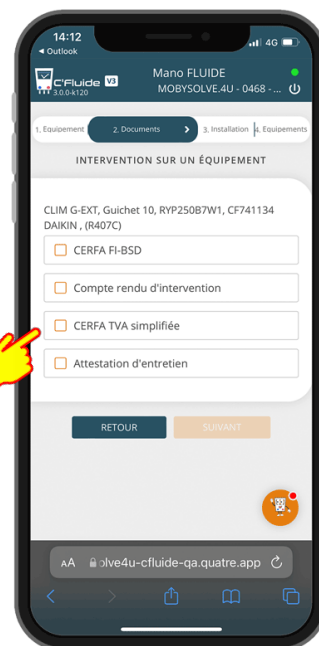 14:12
4G
Outlook
C'Fluide V3
3.0.0-k120
Mano FLUIDE
MOBYSOLVE.4U - 0468 - ...
1. Equipement
2. Documents
3. Installation
4. Equipements
INTERVENTION SUR UN ÉQUIPEMENT
CLIM G-EXT, Guichet 10, RYP250B7W1, CF741134
DAIKIN , (R407C)
CERFA FI-BSD
Compte rendu d'intervention
CERFA TVA simplifiée
Attestation d'entretien
RETOUR
SUIVANT
AA
olve4u-cfluide-qa.quatre.app